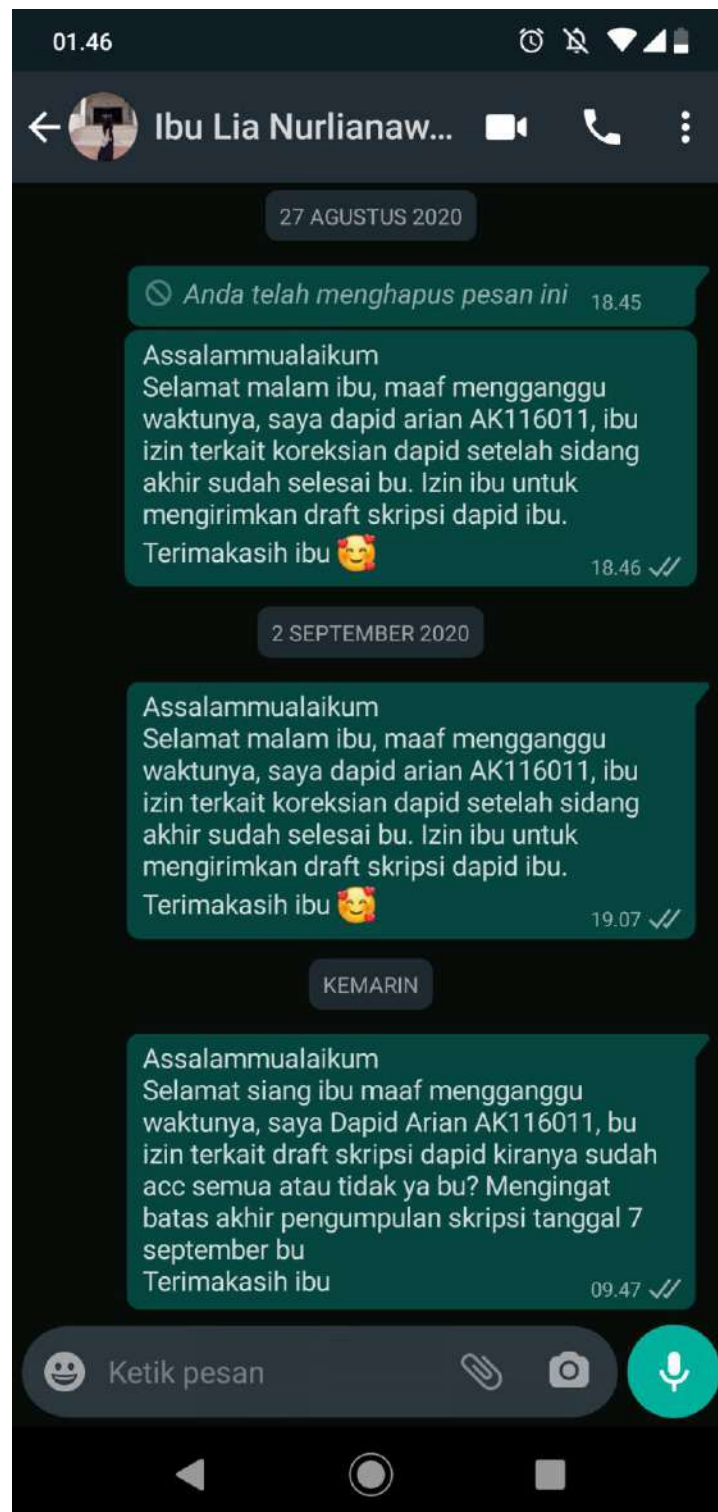 01.46
Ibu Lia Nurlianaw...
27 AGUSTUS 2020
Anda telah menghapus pesan ini 18.45
Assalammualaikum
Selamat malam ibu, maaf mengganggu
waktunya, saya dapid arian AK116011, ibu
izin terkait koreksian dapid setelah sidang
akhir sudah selesai bu. Izin ibu untuk
mengirimkan draft skripsi dapid ibu.
Terimakasih ibu 🥰
18.46
2 SEPTEMBER 2020
Assalammualaikum
Selamat malam ibu, maaf mengganggu
waktunya, saya dapid arian AK116011, ibu
izin terkait koreksian dapid setelah sidang
akhir sudah selesai bu. Izin ibu untuk
mengirimkan draft skripsi dapid ibu.
Terimakasih ibu 🥰
19.07
KEMARIN
Assalammualaikum
Selamat siang ibu maaf mengganggu
waktunya, saya Dapid Arian AK116011, bu
izin terkait draft skripsi dapid kiranya sudah
acc semua atau tidak ya bu? Mengingat
batas akhir pengumpulan skripsi tanggal 7
september bu
Terimakasih ibu
09.47
Ketik pesan